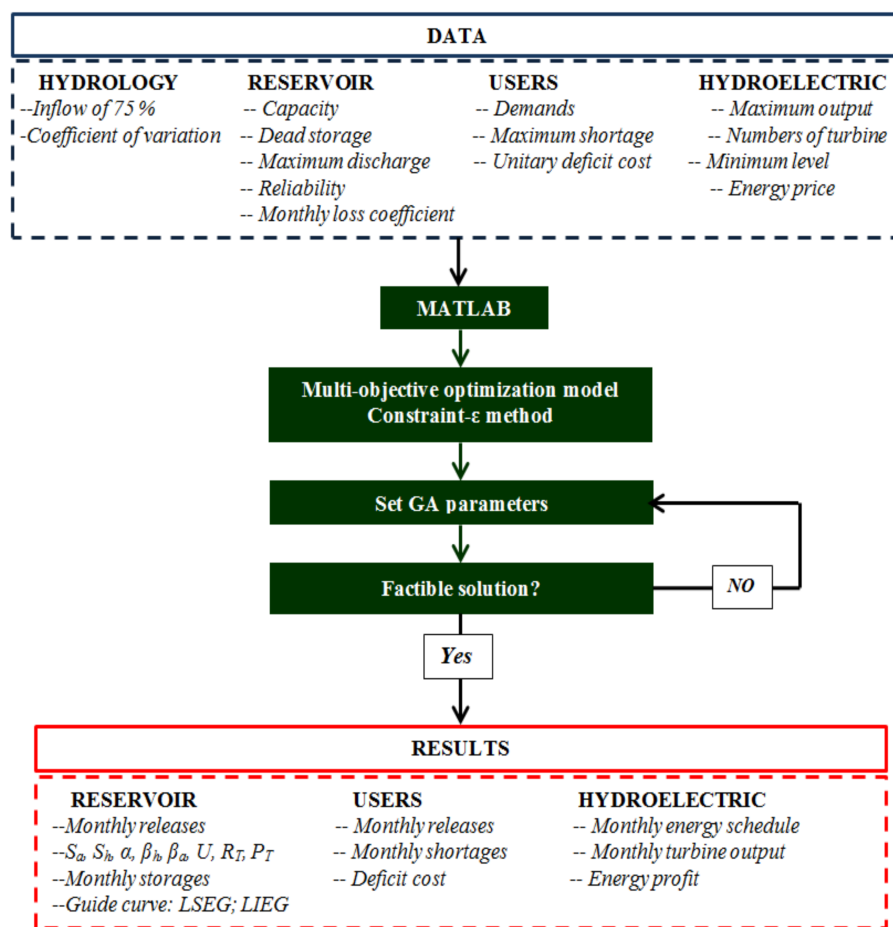 DATA
HYDROLOGY
--Inflow of 75 %
-Coefficient of variation
RESERVOIR
-- Capacity
-- Dead storage
-- Maximum discharge
-- Reliability
-- Monthly loss coefficient
USERS
-- Demands
-- Maximum shortage
-- Unitary deficit cost
HYDROELECTRIC
-- Maximum output
-- Numbers of turbine
-- Minimum level
-- Energy price
MATLAB
Multi-objective optimization model
Constraint-ε method
Set GA parameters
Factible solution?
NO
Yes
RESULTS
RESERVOIR
--Monthly releases
--Sa, Sh, α, βh, βa, U, RT, PT
--Monthly storages
--Guide curve: LSEG; LIEG
USERS
-- Monthly releases
-- Monthly shortages
-- Deficit cost
HYDROELECTRIC
-- Monthly energy schedule
-- Monthly turbine output
-- Energy profit